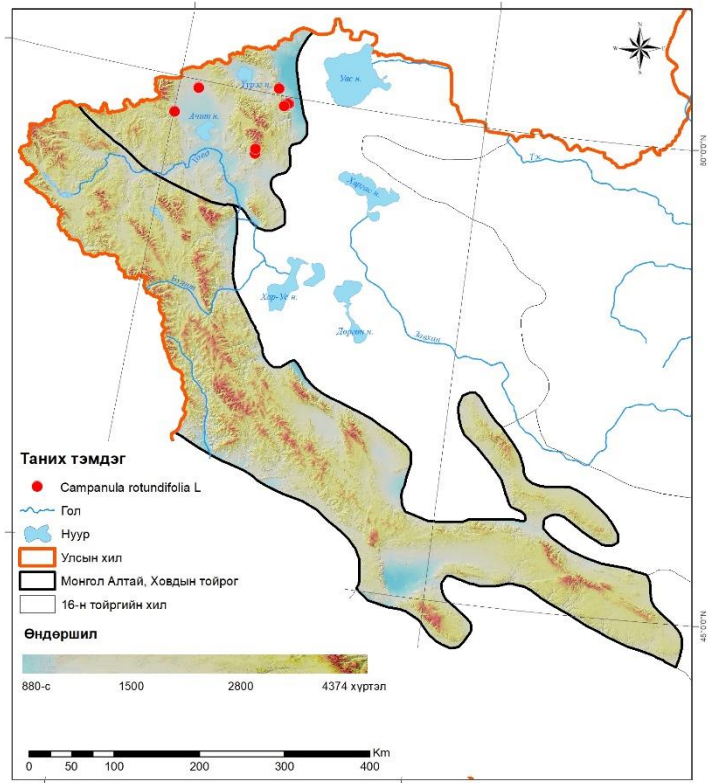 N
W
E
S
Увс н.
Үүрэг н.
Ачит н.
Ховд
Тэс
Хяргас н.
50°0'0"N
Буянт
Хар-Ус н.
Дөргөн н.
Завхан
Таних тэмдэг
Campanula rotundifolia L
Гол
Нуур
Улсын хил
Монгол Алтай, Ховдын тойрог
16-н тойргийн хил
45°0'0"N
Өндөршил
880-с 1500 2800 4374 хүртэл
Km
0 50 100 200 300 400